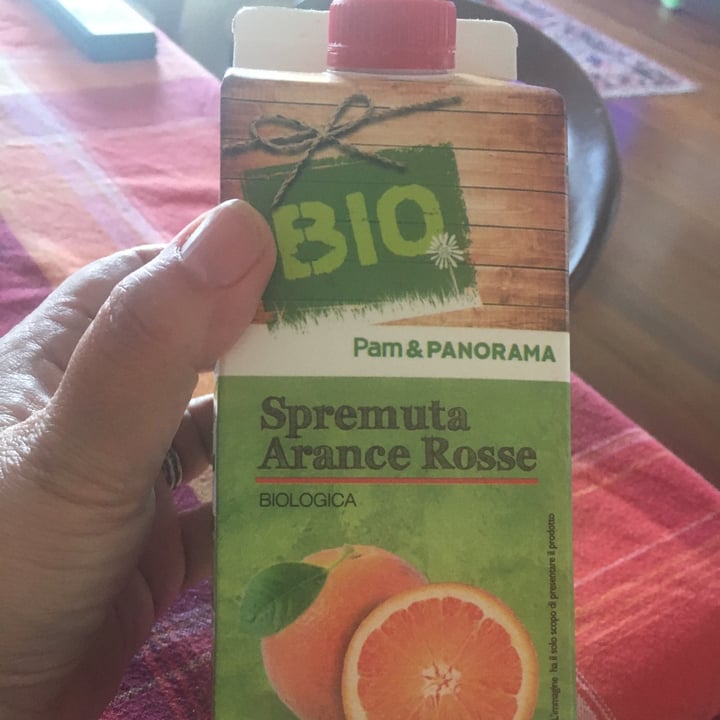 BIO
Pam & PANORAMA
Spremuta
Arance Rosse
BIOLOGICA
L'immagine ha il solo scopo di presentare il prodotto